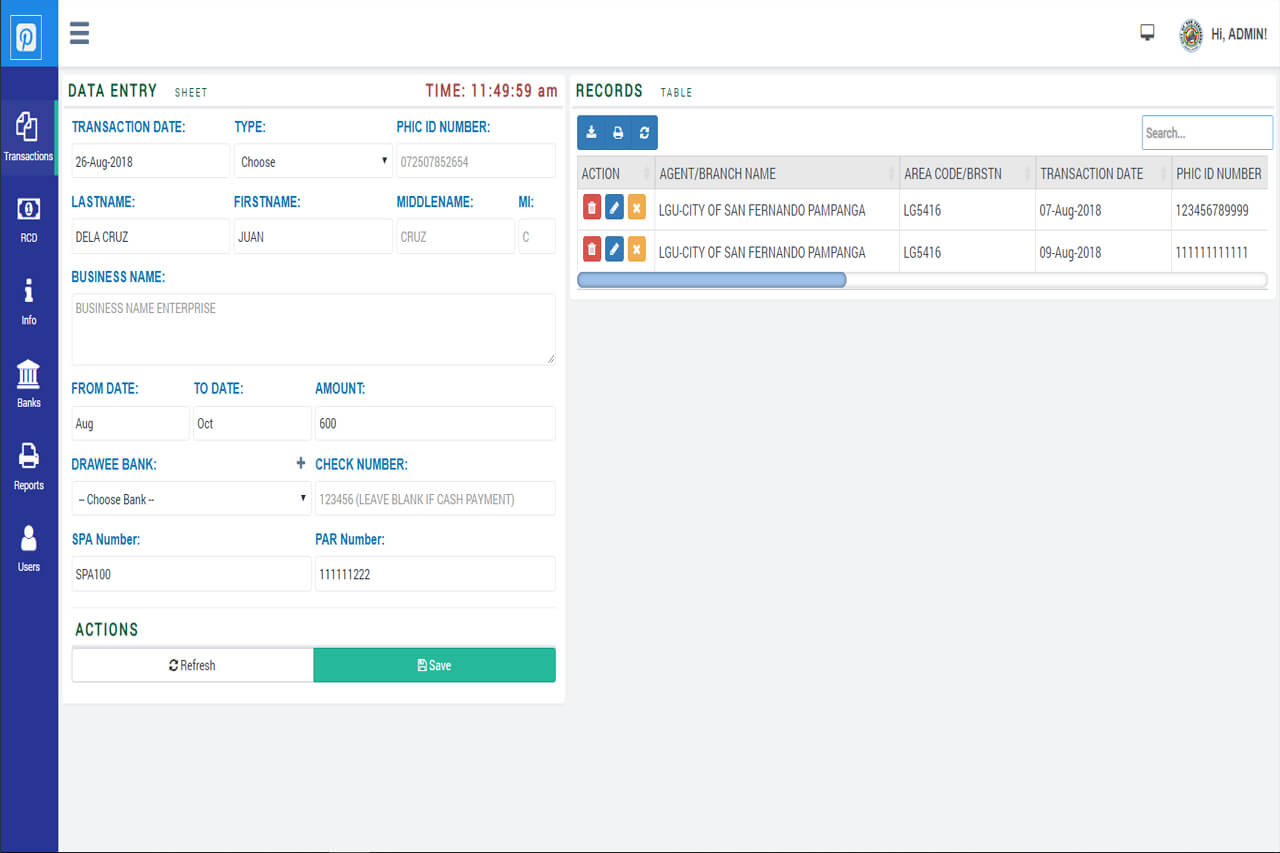 Hi, ADMIN!
Transactions
RCD
Info
Banks
Reports
Users
DATA ENTRY SHEET TIME: 11:49:59 am
TRANSACTION DATE: TYPE: PHIC ID NUMBER:
26-Aug-2018 Choose 072507852654
LASTNAME: FIRSTNAME: MIDDLENAME: MI:
DELA CRUZ JUAN CRUZ C
BUSINESS NAME:
BUSINESS NAME ENTERPRISE
FROM DATE: TO DATE: AMOUNT:
Aug Oct 600
DRAWEE BANK: + CHECK NUMBER:
-- Choose Bank -- 123456 (LEAVE BLANK IF CASH PAYMENT)
SPA Number: PAR Number:
SPA100 111111222
ACTIONS
Refresh Save
RECORDS TABLE
Search...
ACTION AGENT/BRANCH NAME AREA CODE/BRSTN TRANSACTION DATE PHIC ID NUMBER
LGU-CITY OF SAN FERNANDO PAMPANGA LG5416 07-Aug-2018 123456789999
LGU-CITY OF SAN FERNANDO PAMPANGA LG5416 09-Aug-2018 111111111111